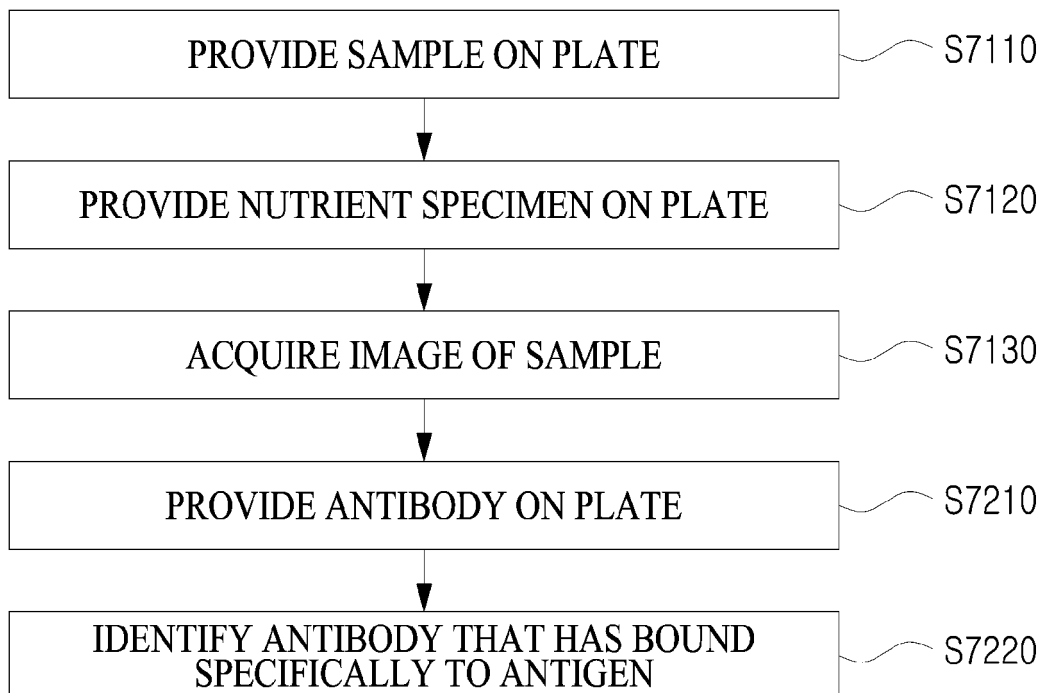 PROVIDE SAMPLE ON PLATE
S7110
PROVIDE NUTRIENT SPECIMEN ON PLATE
S7120
ACQUIRE IMAGE OF SAMPLE
S7130
PROVIDE ANTIBODY ON PLATE
S7210
IDENTIFY ANTIBODY THAT HAS BOUND
SPECIFICALLY TO ANTIGEN
S7220